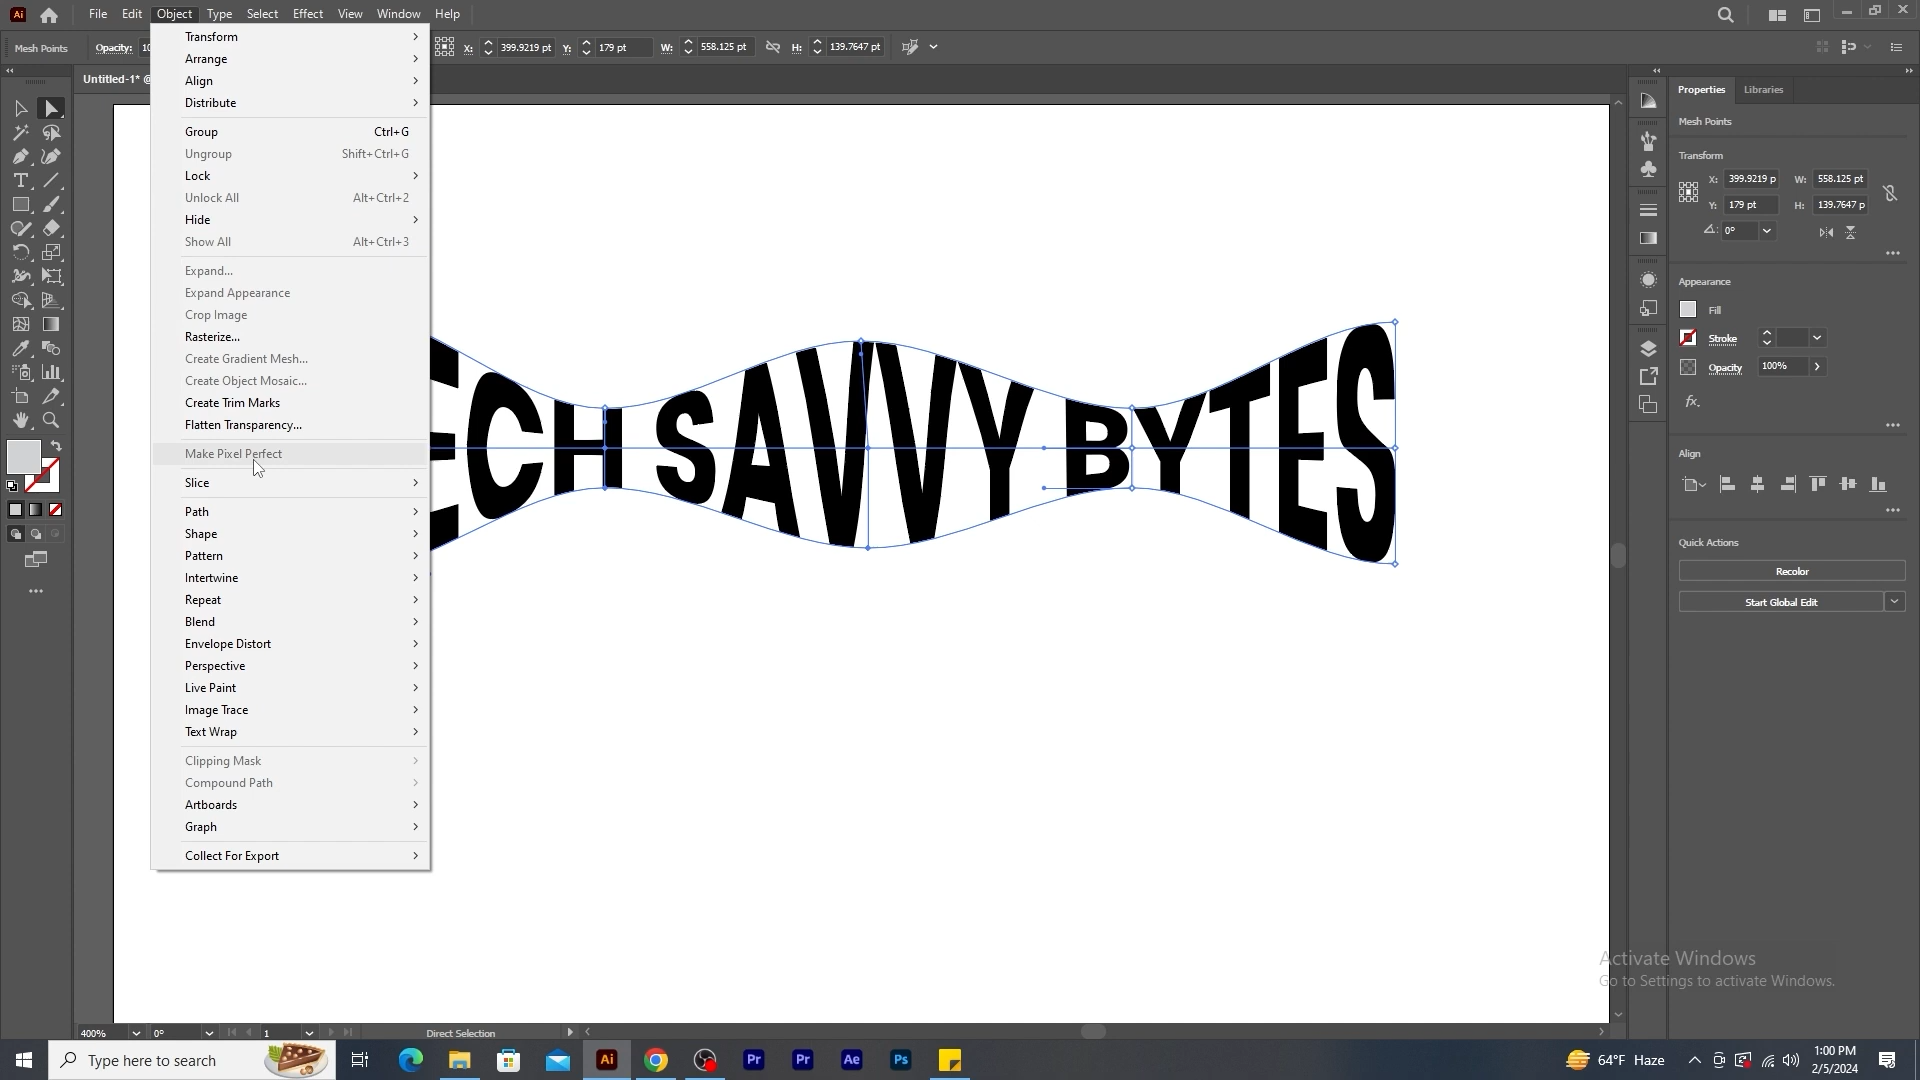 Ai File Edit Object Type Select Effect View Window Help
Mesh Points Opacity: 10 X: 399.9219 pt Y: 179 pt W: 558.125 pt H: 139.7647 pt
Untitled-1* @
Transform
Arrange
Align
Distribute
Group Ctrl+G
Ungroup Shift+Ctrl+G
Lock
Unlock All Alt+Ctrl+2
Hide
Show All Alt+Ctrl+3
Expand...
Expand Appearance
Crop Image
Rasterize...
Create Gradient Mesh...
Create Object Mosaic...
Create Trim Marks
Flatten Transparency...
Make Pixel Perfect
Slice
Path
Shape
Pattern
Intertwine
Repeat
Blend
Envelope Distort
Perspective
Live Paint
Image Trace
Text Wrap
Clipping Mask
Compound Path
Artboards
Graph
Collect For Export
ECH SAVVY BYTES
Properties Libraries
Mesh Points
Transform
X: 399.9219 p W: 558.125 pt
Y: 179 pt H: 139.7647 p
0°
Appearance
Fill
Stroke
Opacity 100%
fx.
Align
Quick Actions
Recolor
Start Global Edit
Activate Windows
Go to Settings to activate Windows.
400% 0° 1 Direct Selection
Type here to search Ai Pr Pr Ae Ps 64°F Haze 1:00 PM
2/5/2024